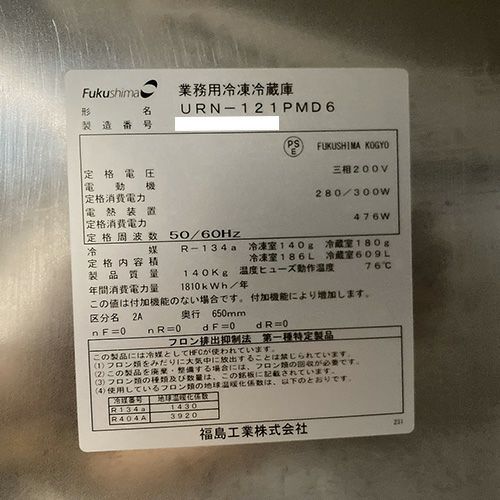 Fukushima 業務用冷凍冷蔵庫
形名 URN-121PMD6
製造番号
PSE FUKUSHIMA KOGYO
定格電圧 三相200V
電動機
定格消費電力 280/300W
電熱装置
定格消費電力 476W
定格周波数 50/60Hz
冷媒 R-134a 冷凍室140g 冷蔵室180g
定格内容積 冷凍室186L 冷蔵室609L
製品質量 140Kg 温度ヒューズ動作温度 76℃
年間消費電力量 1810kWh/年
この値は付加機能のない場合です。付加機能により増加します。
区分名 2A 奥行 650mm
nF=0 nR=0 dF=0 dR=0
フロン排出抑制法 第一種特定製品
この製品には冷媒としてHFCが使われています。
(1)フロン類をみだりに大気中に放出することは禁じられています。
(2)この製品を廃棄・整備する場合には、フロン類の回収が必要です。
(3)フロン類の種類及び数量は、この銘板に記載されています。
(4)使用しているフロン類の地球温暖化係数は、以下のとおりです。
冷媒番号 地球温暖化係数
R134a 1430
R404A 3920
福島工業株式会社